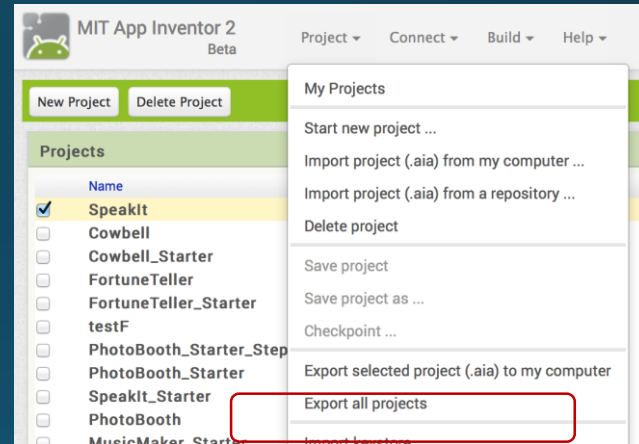 MIT App Inventor 2
Beta
Project Connect Build Help
New Project Delete Project
My Projects
Start new project ...
Import project (.aia) from my computer ...
Import project (.aia) from a repository ...
Delete project
Save project
Save project as ...
Checkpoint ...
Export selected project (.aia) to my computer
Export all projects
Import keystore
Projects
Name
SpeakIt
Cowbell
Cowbell_Starter
FortuneTeller
FortuneTeller_Starter
testF
PhotoBooth_Starter_Step
PhotoBooth_Starter
SpeakIt_Starter
PhotoBooth
MusicMaker_Starter